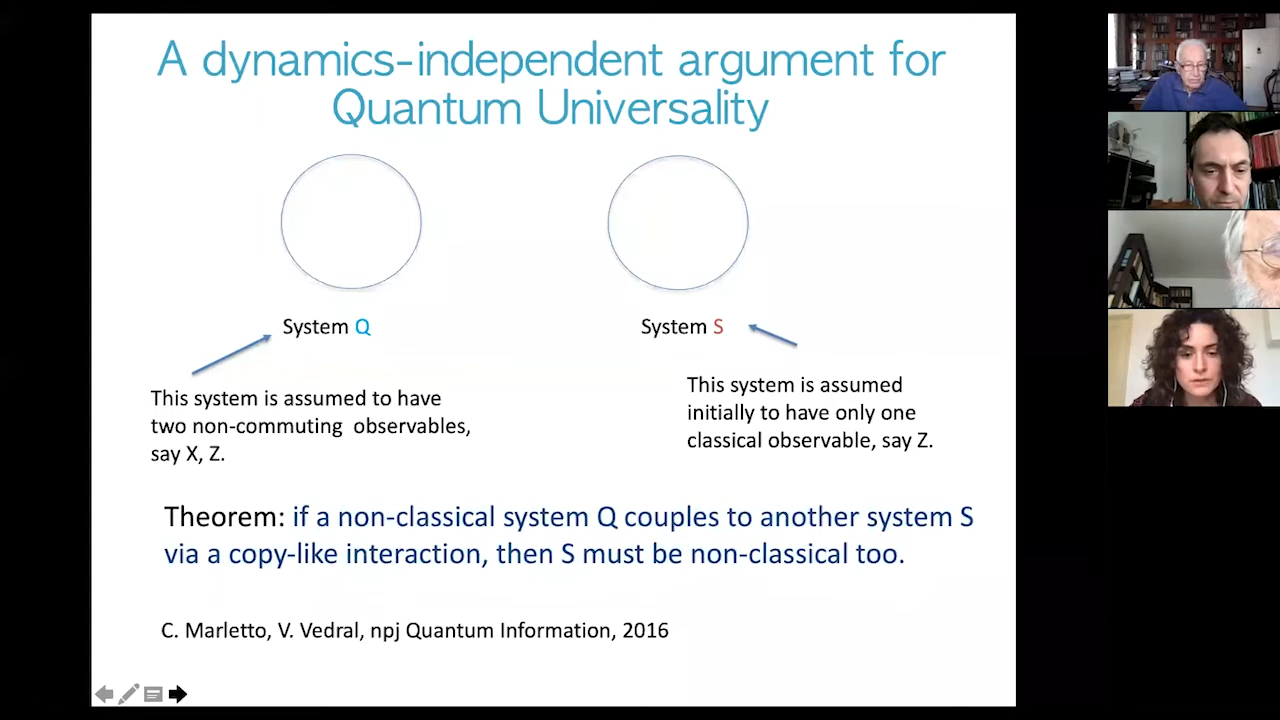 A dynamics-independent argument for
Quantum Universality
System Q
System S
This system is assumed to have
two non-commuting observables,
say X, Z.
This system is assumed
initially to have only one
classical observable, say Z.
Theorem: if a non-classical system Q couples to another system S
via a copy-like interaction, then S must be non-classical too.
C. Marletto, V. Vedral, npj Quantum Information, 2016